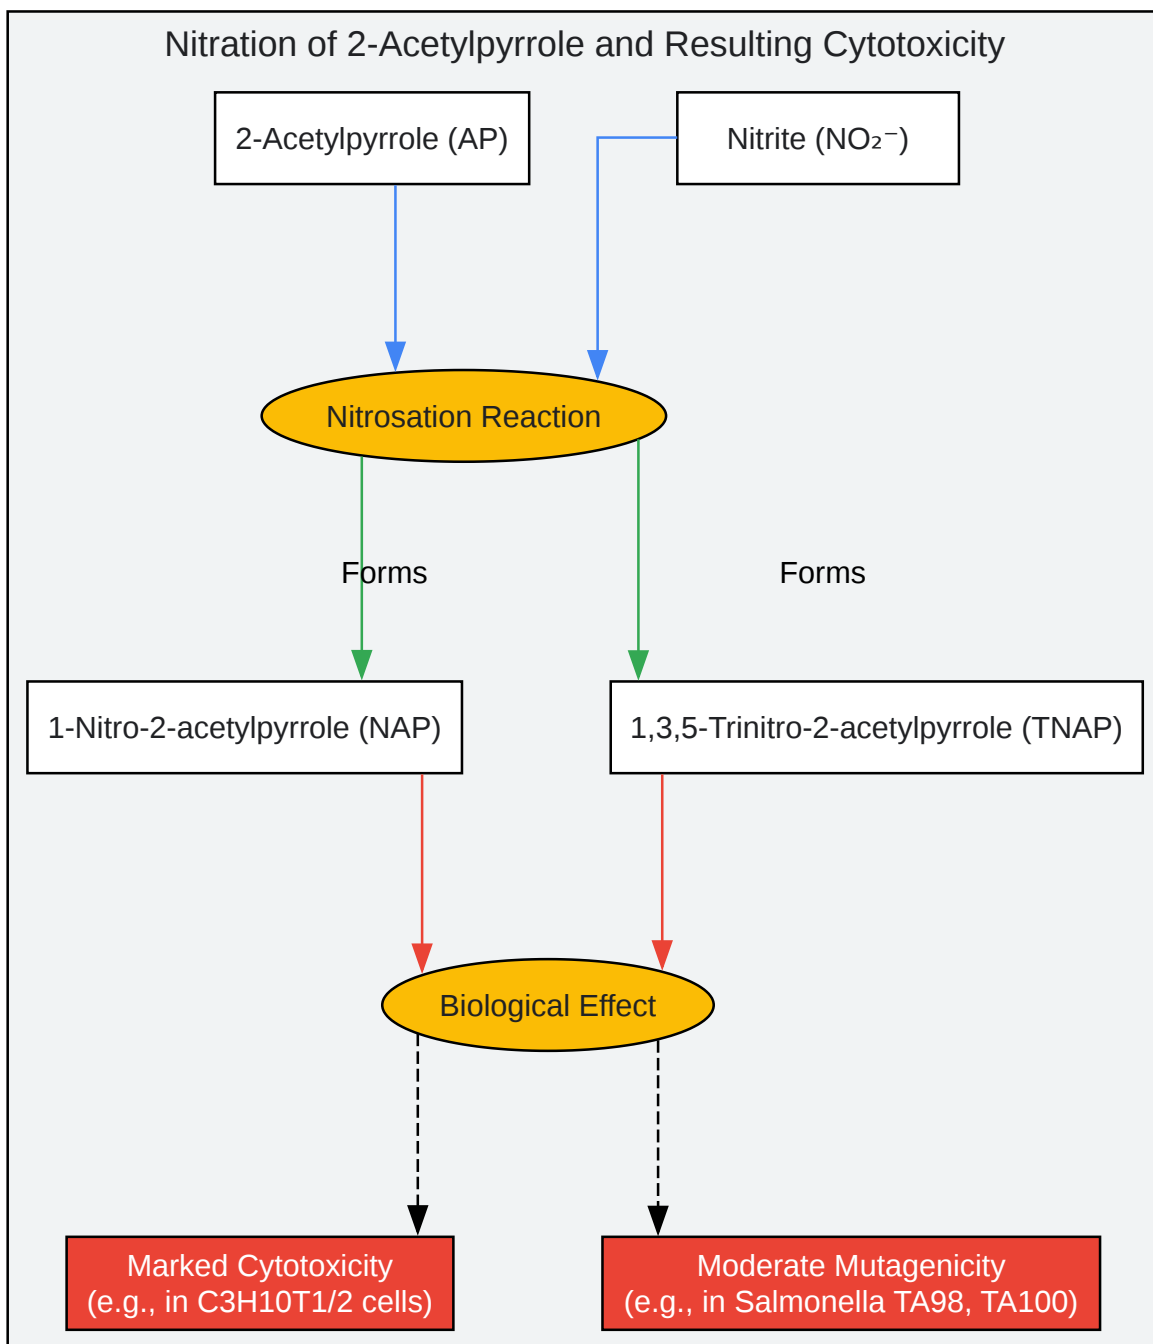 Nitration of 2-Acetylpyrrole and Resulting Cytotoxicity
2-Acetylpyrrole (AP)
Nitrite (NO₂⁻)
Nitrosation Reaction
Forms
Forms
1-Nitro-2-acetylpyrrole (NAP)
1,3,5-Trinitro-2-acetylpyrrole (TNAP)
Biological Effect
Marked Cytotoxicity
(e.g., in C3H10T1/2 cells)
Moderate Mutagenicity
(e.g., in Salmonella TA98, TA100)